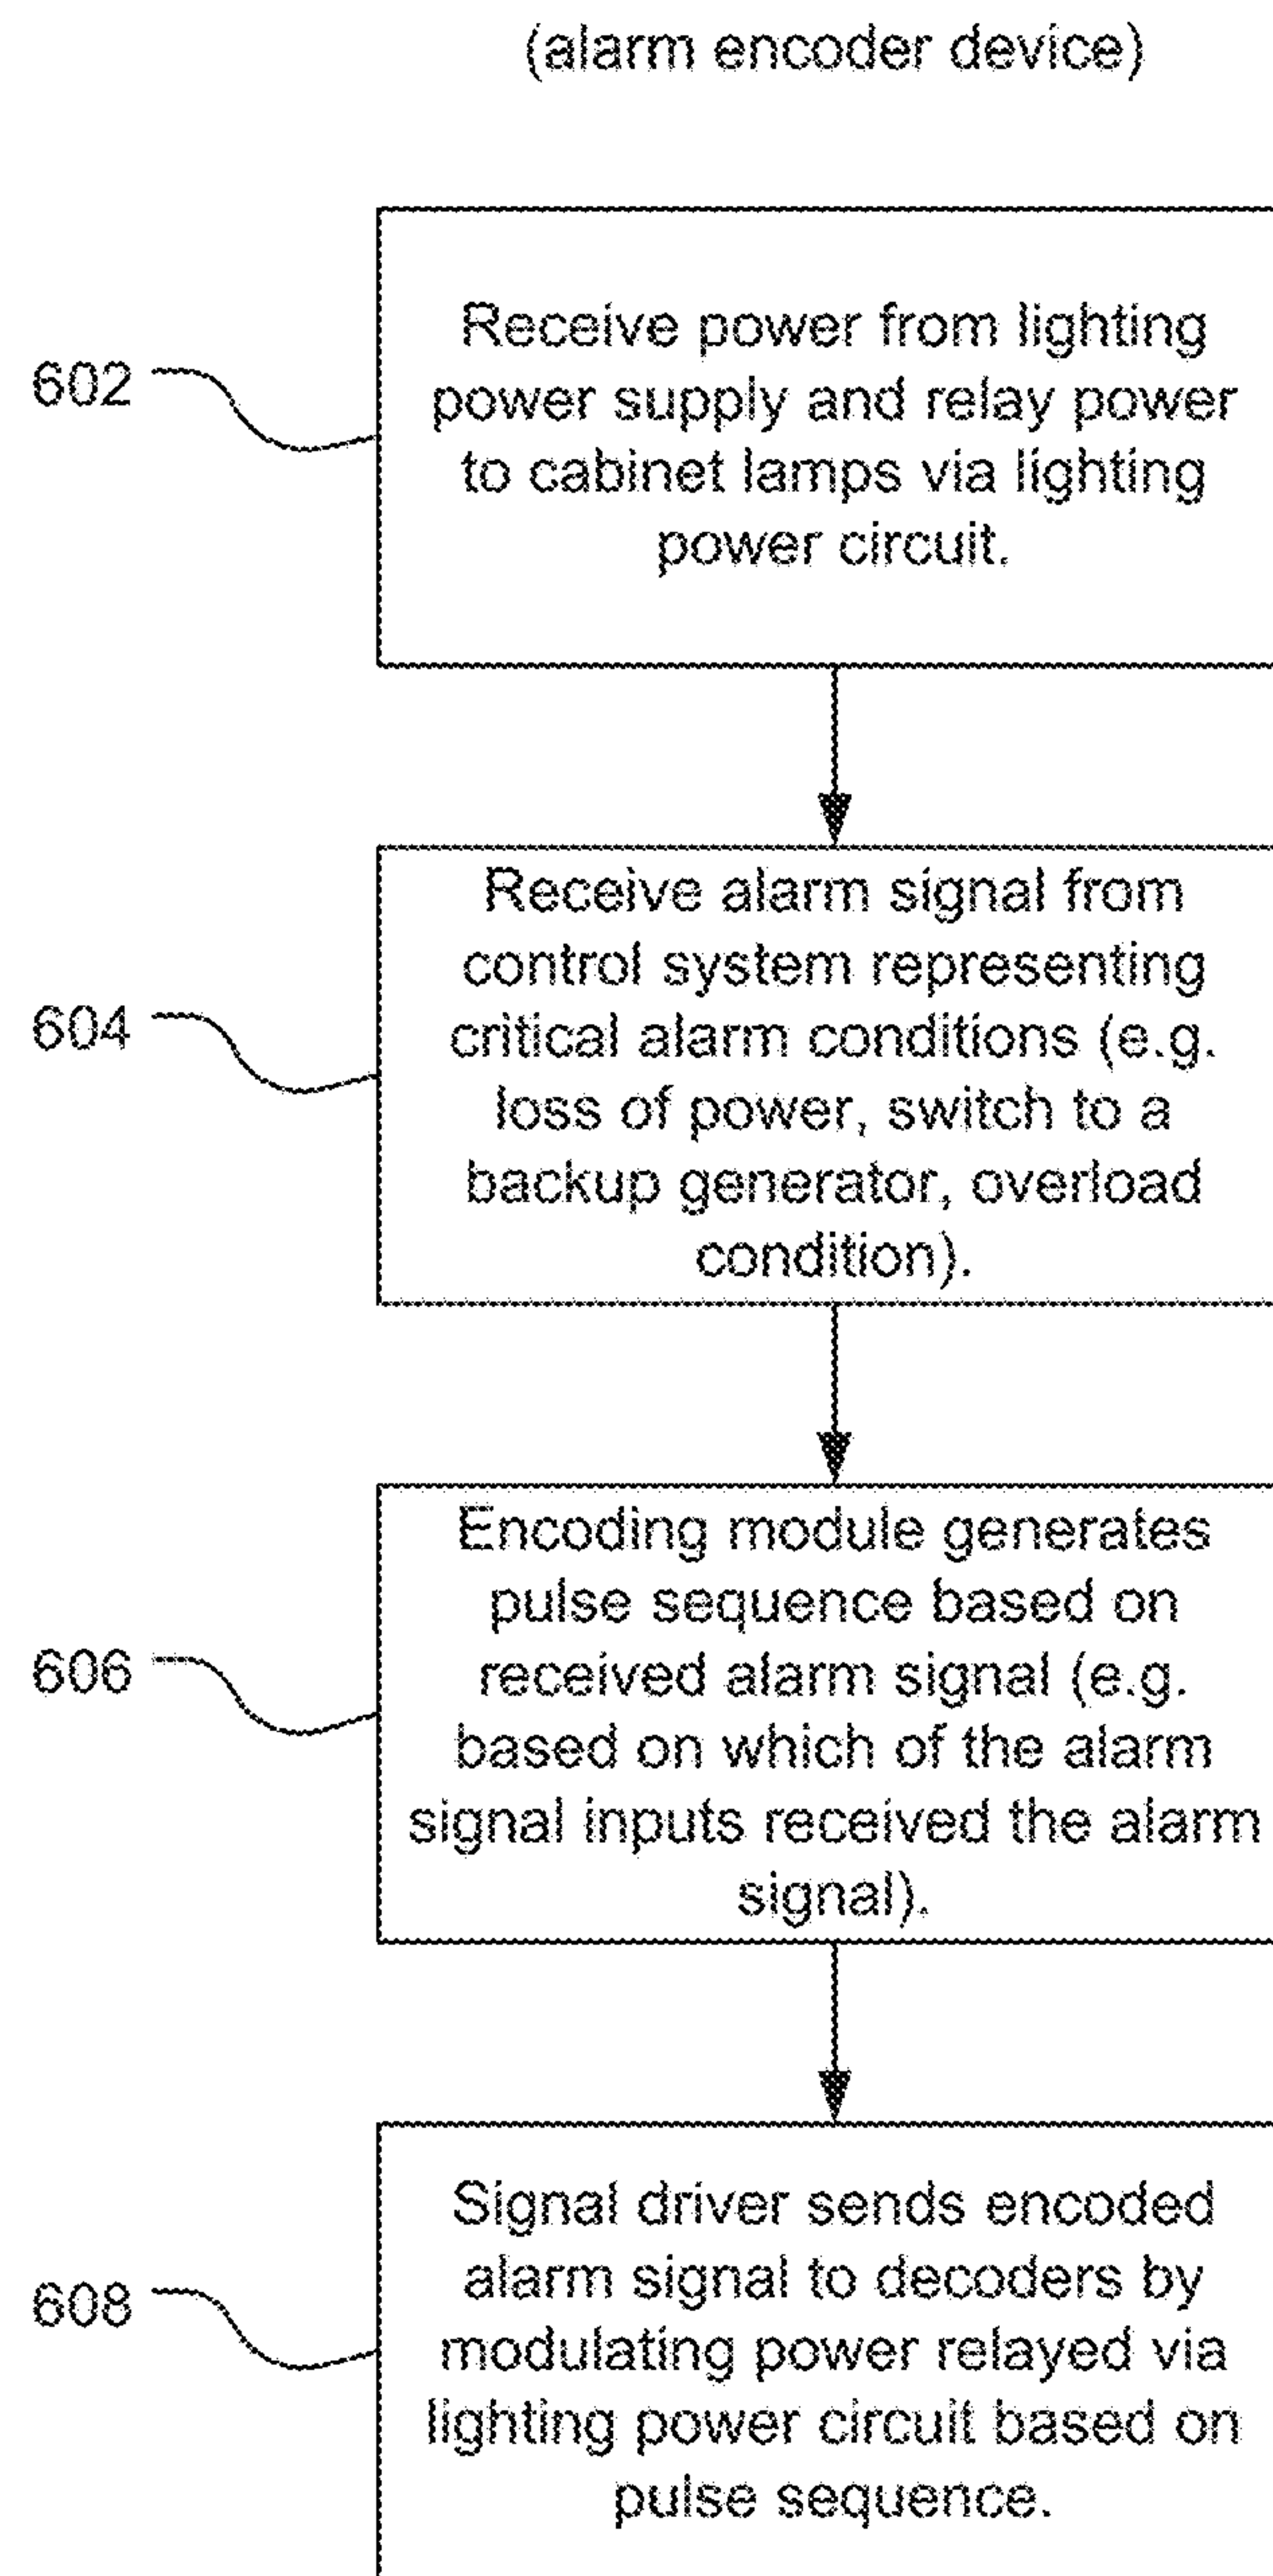 (alarm encoder device)
602
Receive power from lighting
power supply and relay power
to cabinet lamps via lighting
power circuit.
604
Receive alarm signal from
control system representing
critical alarm conditions (e.g.
loss of power, switch to a
backup generator, overload
condition).
606
Encoding module generates
pulse sequence based on
received alarm signal (e.g.
based on which of the alarm
signal inputs received the alarm
signal).
608
Signal driver sends encoded
alarm signal to decoders by
modulating power relayed via
lighting power circuit based on
pulse sequence.